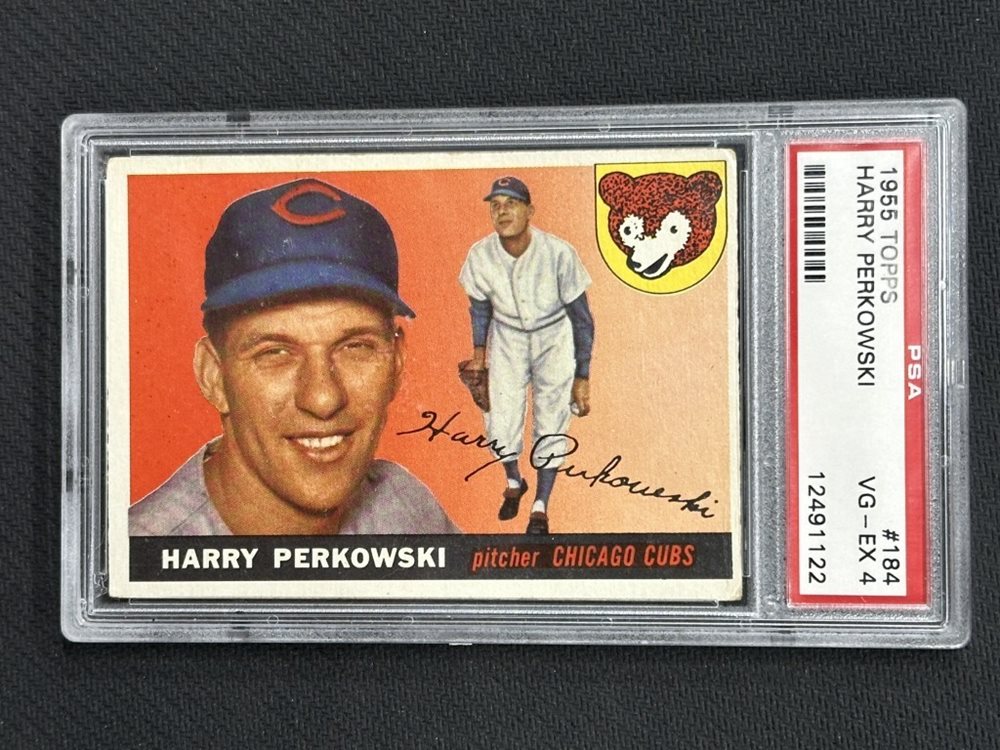 C
Harry Perkowski
HARRY PERKOWSKI pitcher CHICAGO CUBS
1955 TOPPS #184
HARRY PERKOWSKI VG-EX 4
PSA 12491122